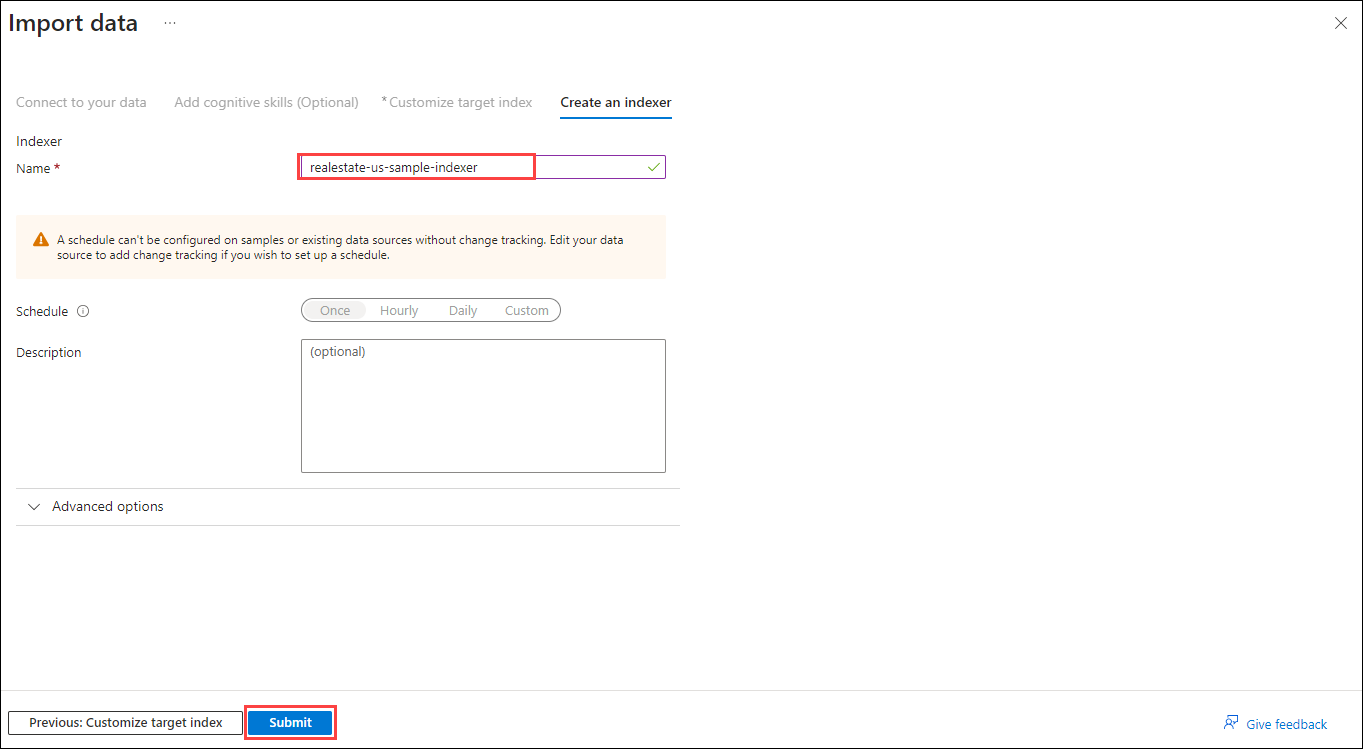 Import data ...
Connect to your data Add cognitive skills (Optional) *Customize target index Create an indexer
Indexer
Name * realestate-us-sample-indexer
A schedule can't be configured on samples or existing data sources without change tracking. Edit your data
source to add change tracking if you wish to set up a schedule.
Schedule Once Hourly Daily Custom
Description (optional)
Advanced options
Previous: Customize target index Submit Give feedback